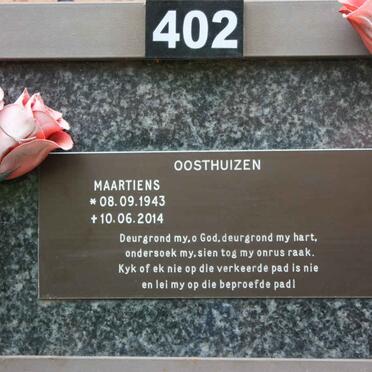 402
OOSTHUIZEN
MAARTIENS
* 08.09.1943
✝ 10.06.2014
Deurgrond my,o God,deurgrond my hart,
ondersoek my,sien tog my onrus raak.
Kyk of ek nie op die verkeerde pad is nie
en lei my op die beproefde pad!